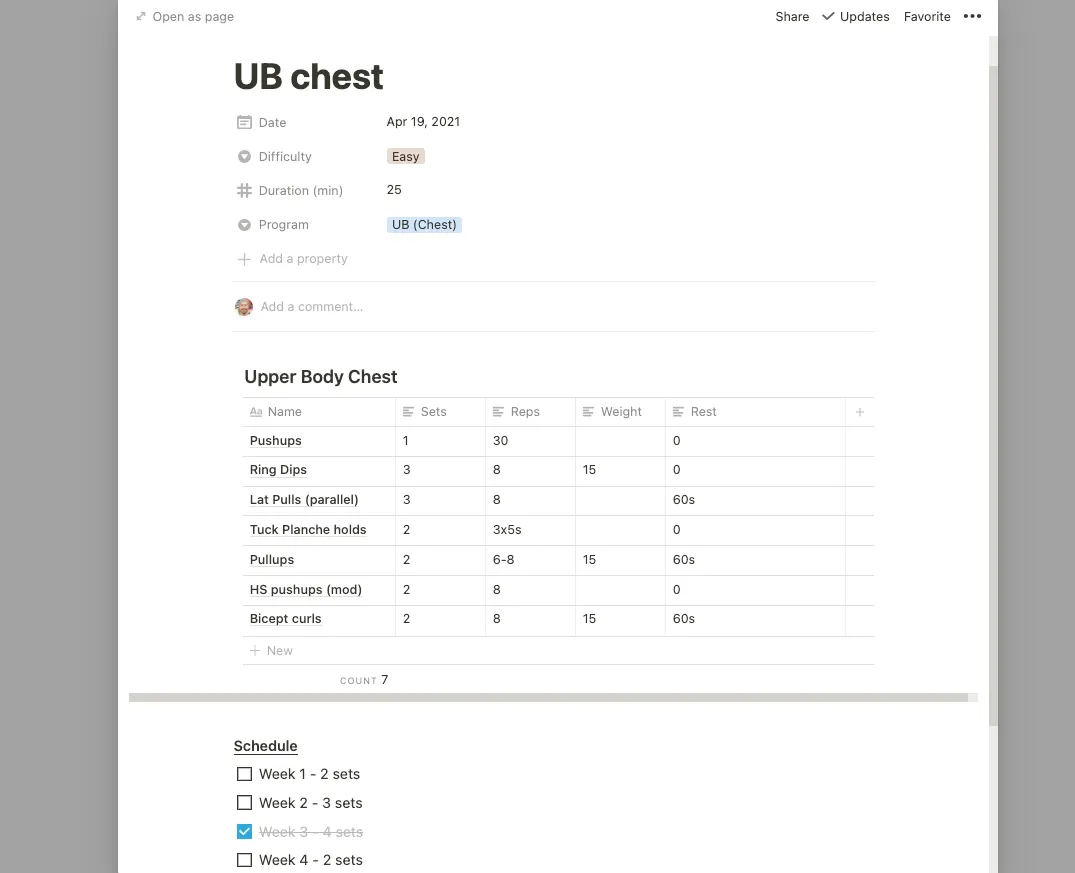 Open as page Share Updates Favorite •••
UB chest
Date Apr 19, 2021
Difficulty Easy
Duration (min) 25
Program UB (Chest)
Add a property
Add a comment...
Upper Body Chest
Aa Name Sets Reps Weight Rest +
Pushups 1 30 0
Ring Dips 3 8 15 0
Lat Pulls (parallel) 3 8 60s
Tuck Planche holds 2 3x5s 0
Pullups 2 6-8 15 60s
HS pushups (mod) 2 8 0
Bicept curls 2 8 15 60s
+ New
COUNT 7
Schedule
Week 1 - 2 sets
Week 2 - 3 sets
Week 3 - 4 sets
Week 4 - 2 sets